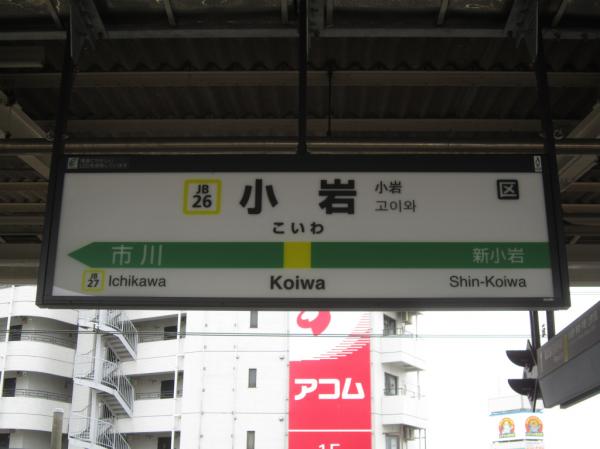 JB
26
小岩
小岩
고이와
区
こいわ
市川
新小岩
JB
27
Ichikawa
Koiwa
Shin-Koiwa
アコム
15